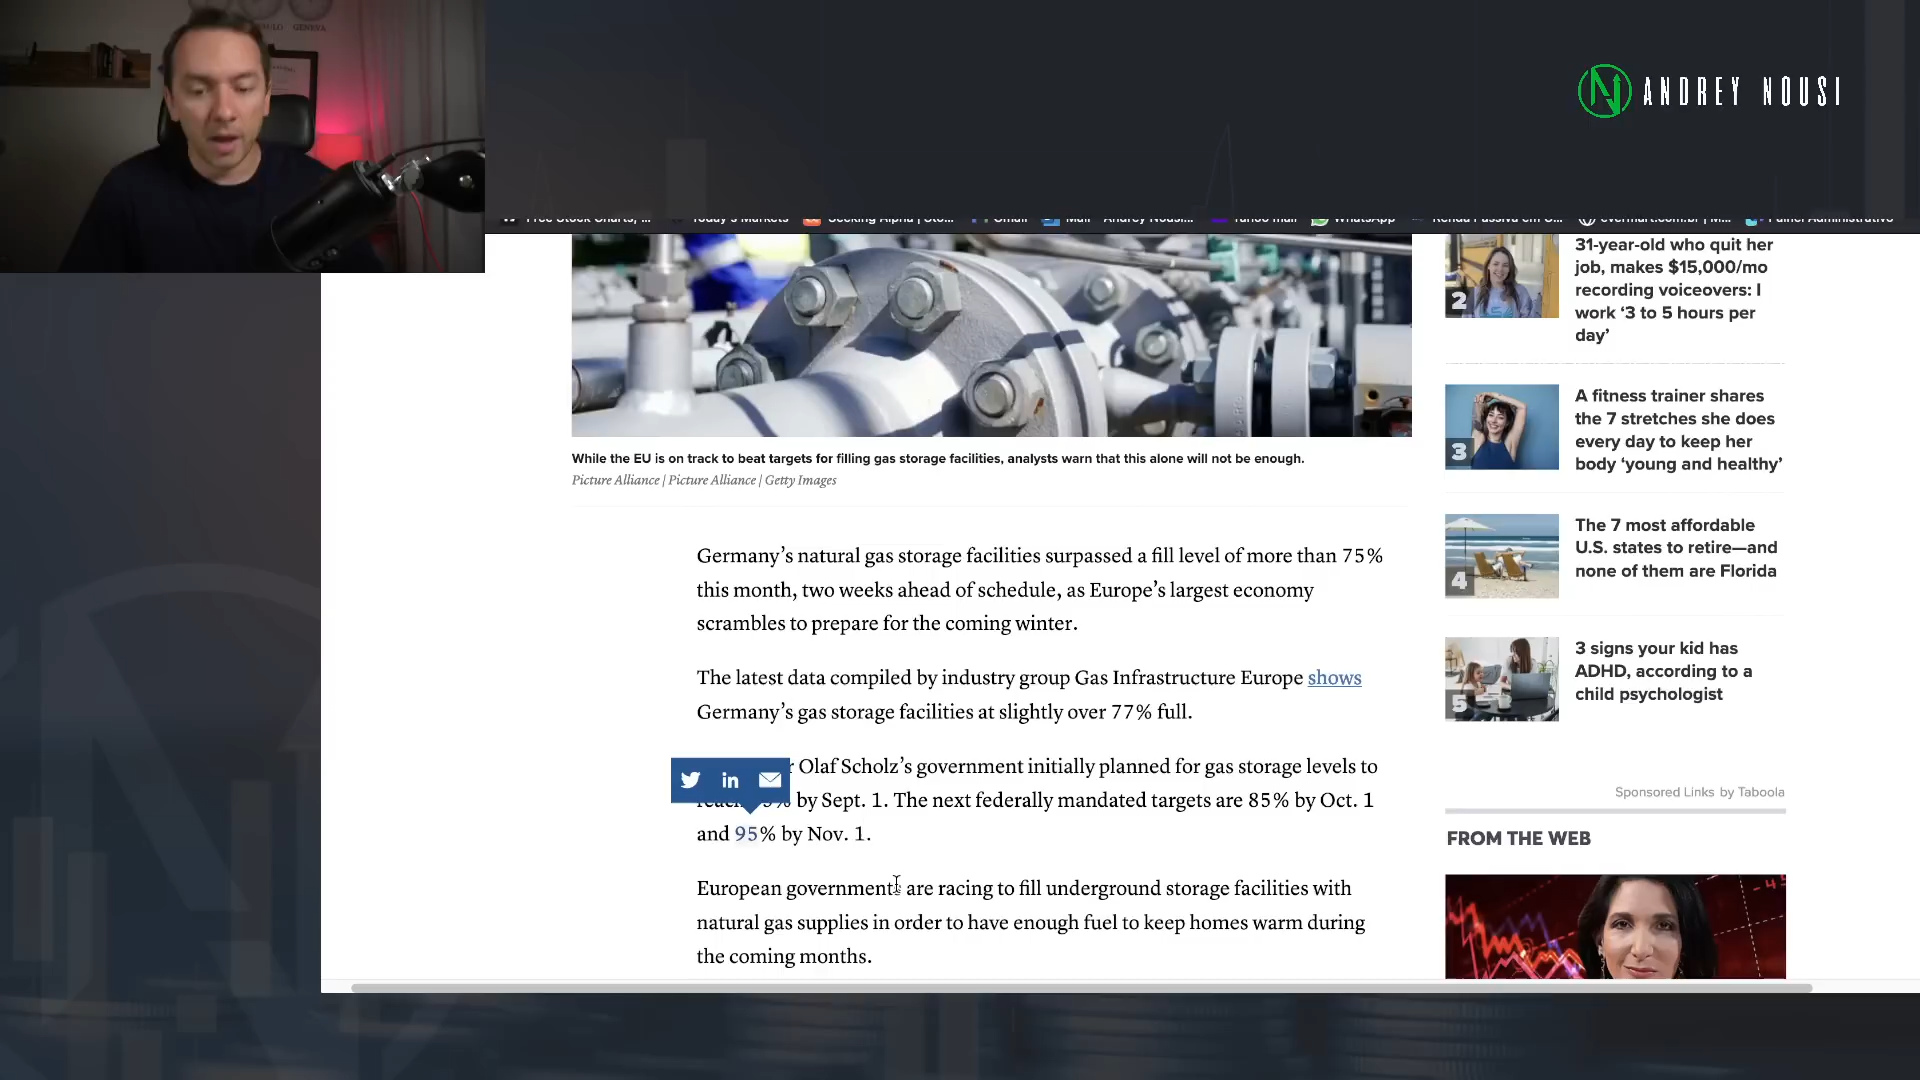 GENEVA
ANDREY NOUSI
Free Stock Charts, ...
Today's Markets
Seeking Alpha | Sto...
Gmail
Mail - Andrey Nousi...
Yahoo Mail
WhatsApp
Renda Passiva em C...
evermart.com.br | M...
Painel Administrativo
2
31-year-old who quit her
job, makes $15,000/mo
recording voiceovers: I
work ‘3 to 5 hours per
day’
3
A fitness trainer shares
the 7 stretches she does
every day to keep her
body ‘young and healthy’
While the EU is on track to beat targets for filling gas storage facilities, analysts warn that this alone will not be enough.
Picture Alliance | Picture Alliance | Getty Images
4
The 7 most affordable
U.S. states to retire—and
none of them are Florida
5
3 signs your kid has
ADHD, according to a
child psychologist
Germany’s natural gas storage facilities surpassed a fill level of more than 75%
this month, two weeks ahead of schedule, as Europe’s largest economy
scrambles to prepare for the coming winter.
The latest data compiled by industry group Gas Infrastructure Europe shows
Germany’s gas storage facilities at slightly over 77% full.
in
Olaf Scholz’s government initially planned for gas storage levels to
by Sept. 1. The next federally mandated targets are 85% by Oct. 1
and 95% by Nov. 1.
European governments are racing to fill underground storage facilities with
natural gas supplies in order to have enough fuel to keep homes warm during
the coming months.
Sponsored Links by Taboola
FROM THE WEB